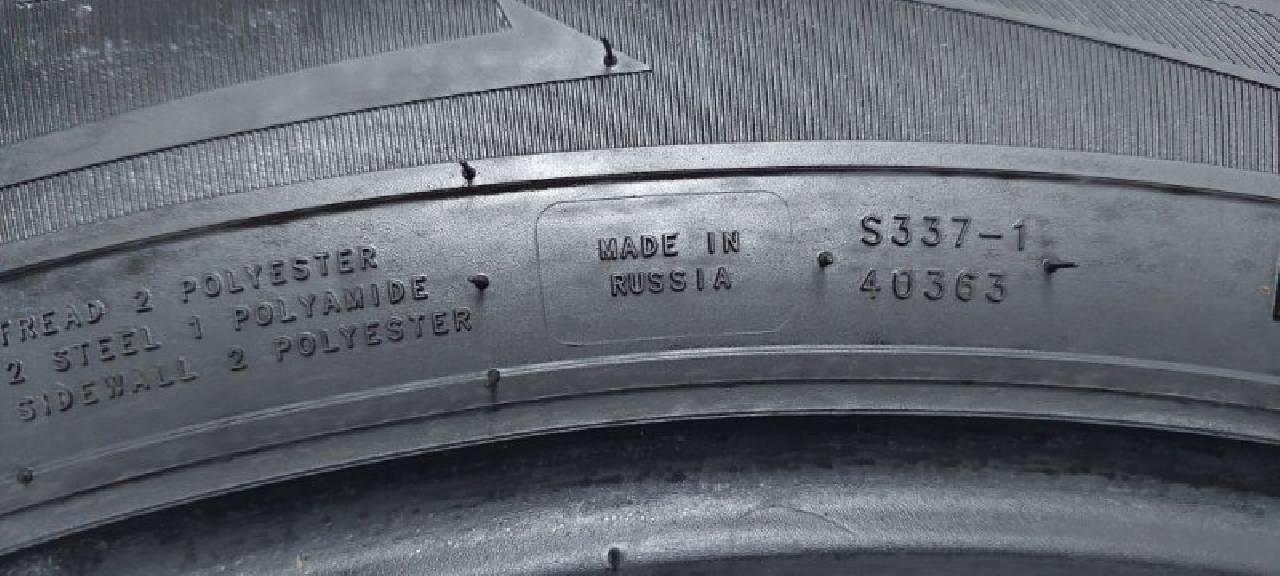 TREAD 2 POLYESTER
2 STEEL 1 POLYAMIDE
SIDEWALL 2 POLYESTER
MADE IN
RUSSIA
S337-1
40363